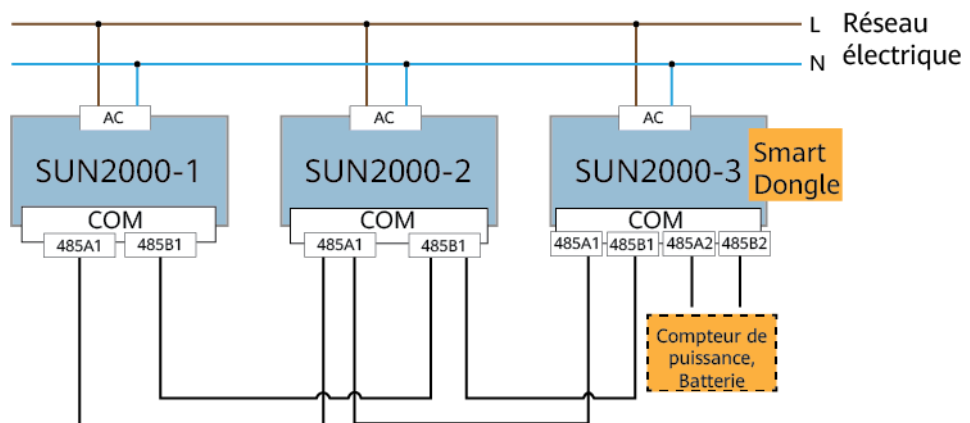 L
Réseau
électrique
N
AC
AC
AC
SUN2000-1
SUN2000-2
SUN2000-3
Smart
Dongle
COM
COM
COM
485A1
485B1
485A1
485B1
485A1
485B1
485A2
485B2
Compteur de
puissance,
Batterie